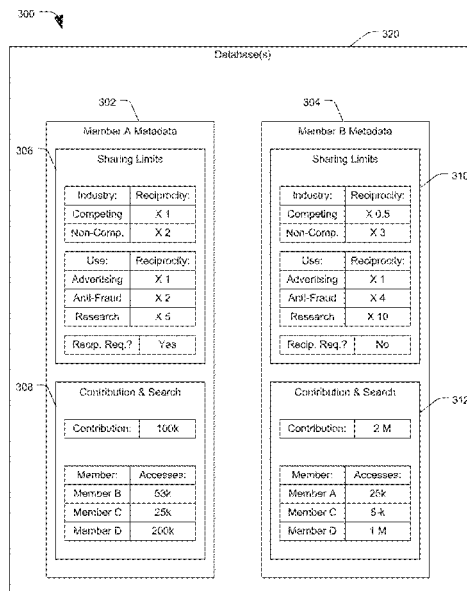 300
320
Database(s)
302
304
Member A Metadata
Member B Metadata
306
310
Sharing Limits
Industry: Reciprocity:
Competing X 1
Non-Comp. X 2
Use: Reciprocity:
Advertising X 1
Anti-Fraud X 2
Research X 5
Recip. Req.? Yes
Sharing Limits
Industry: Reciprocity:
Competing X 0.5
Non-Comp. X 3
Use: Reciprocity:
Advertising X 1
Anti-Fraud X 4
Research X 10
Recip. Req.? No
308
312
Contribution & Search
Contribution: 100k
Member: Accesses:
Member B 53k
Member C 25k
Member D 200k
Contribution & Search
Contribution: 2 M
Member: Accesses:
Member A 25k
Member C
Member D 1 M